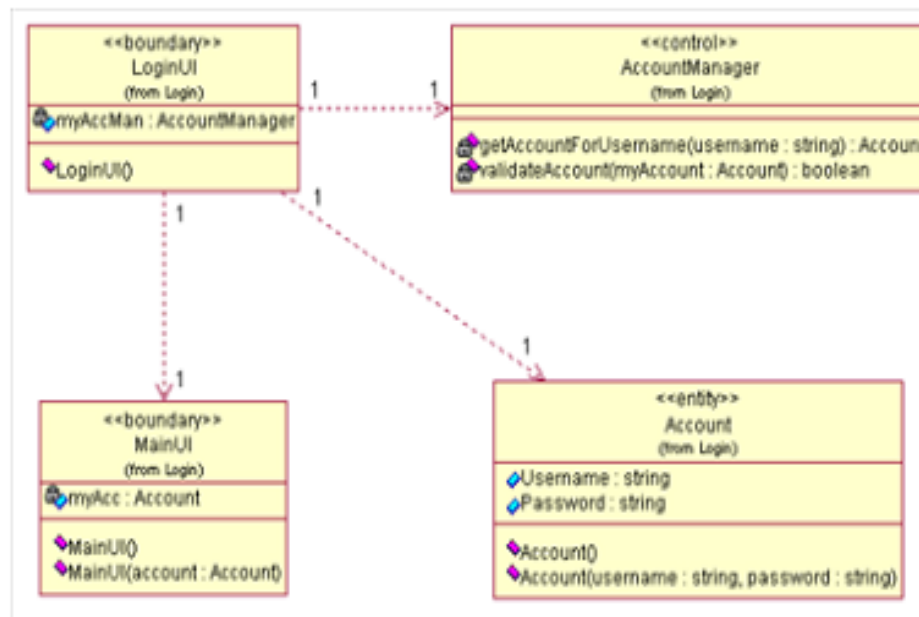 <<boundary>>
LoginUI
(from Login)
myAccMan : AccountManager
LoginUI()
1
1
<<control>>
AccountManager
(from Login)
getAccountForUsername(username : string) : Account
validateAccount(myAccount : Account) : boolean
1
1
1
1
<<boundary>>
MainUI
(from Login)
myAcc : Account
MainUI()
MainUI(account : Account)
<<entity>>
Account
(from Login)
Username : string
Password : string
Account()
Account(username : string, password : string)